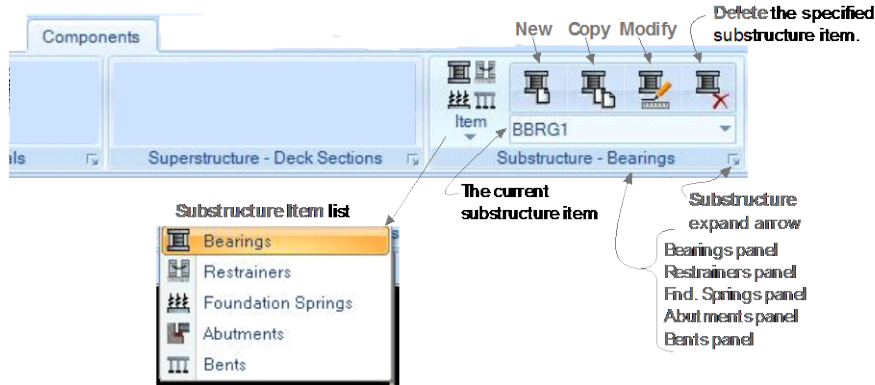 Delete the specified
substructure item.
New Copy Modify
Components
Item
BBRG1
als
Superstructure - Deck Sections
Substructure - Bearings
The current
substructure item
Substructure
expand arrow
Substructure Item list
Bearings
Restrainers
Foundation Springs
Abutments
Bents
Bearings panel
Restrainers panel
Fnd. Springs panel
Abutments panel
Bents panel